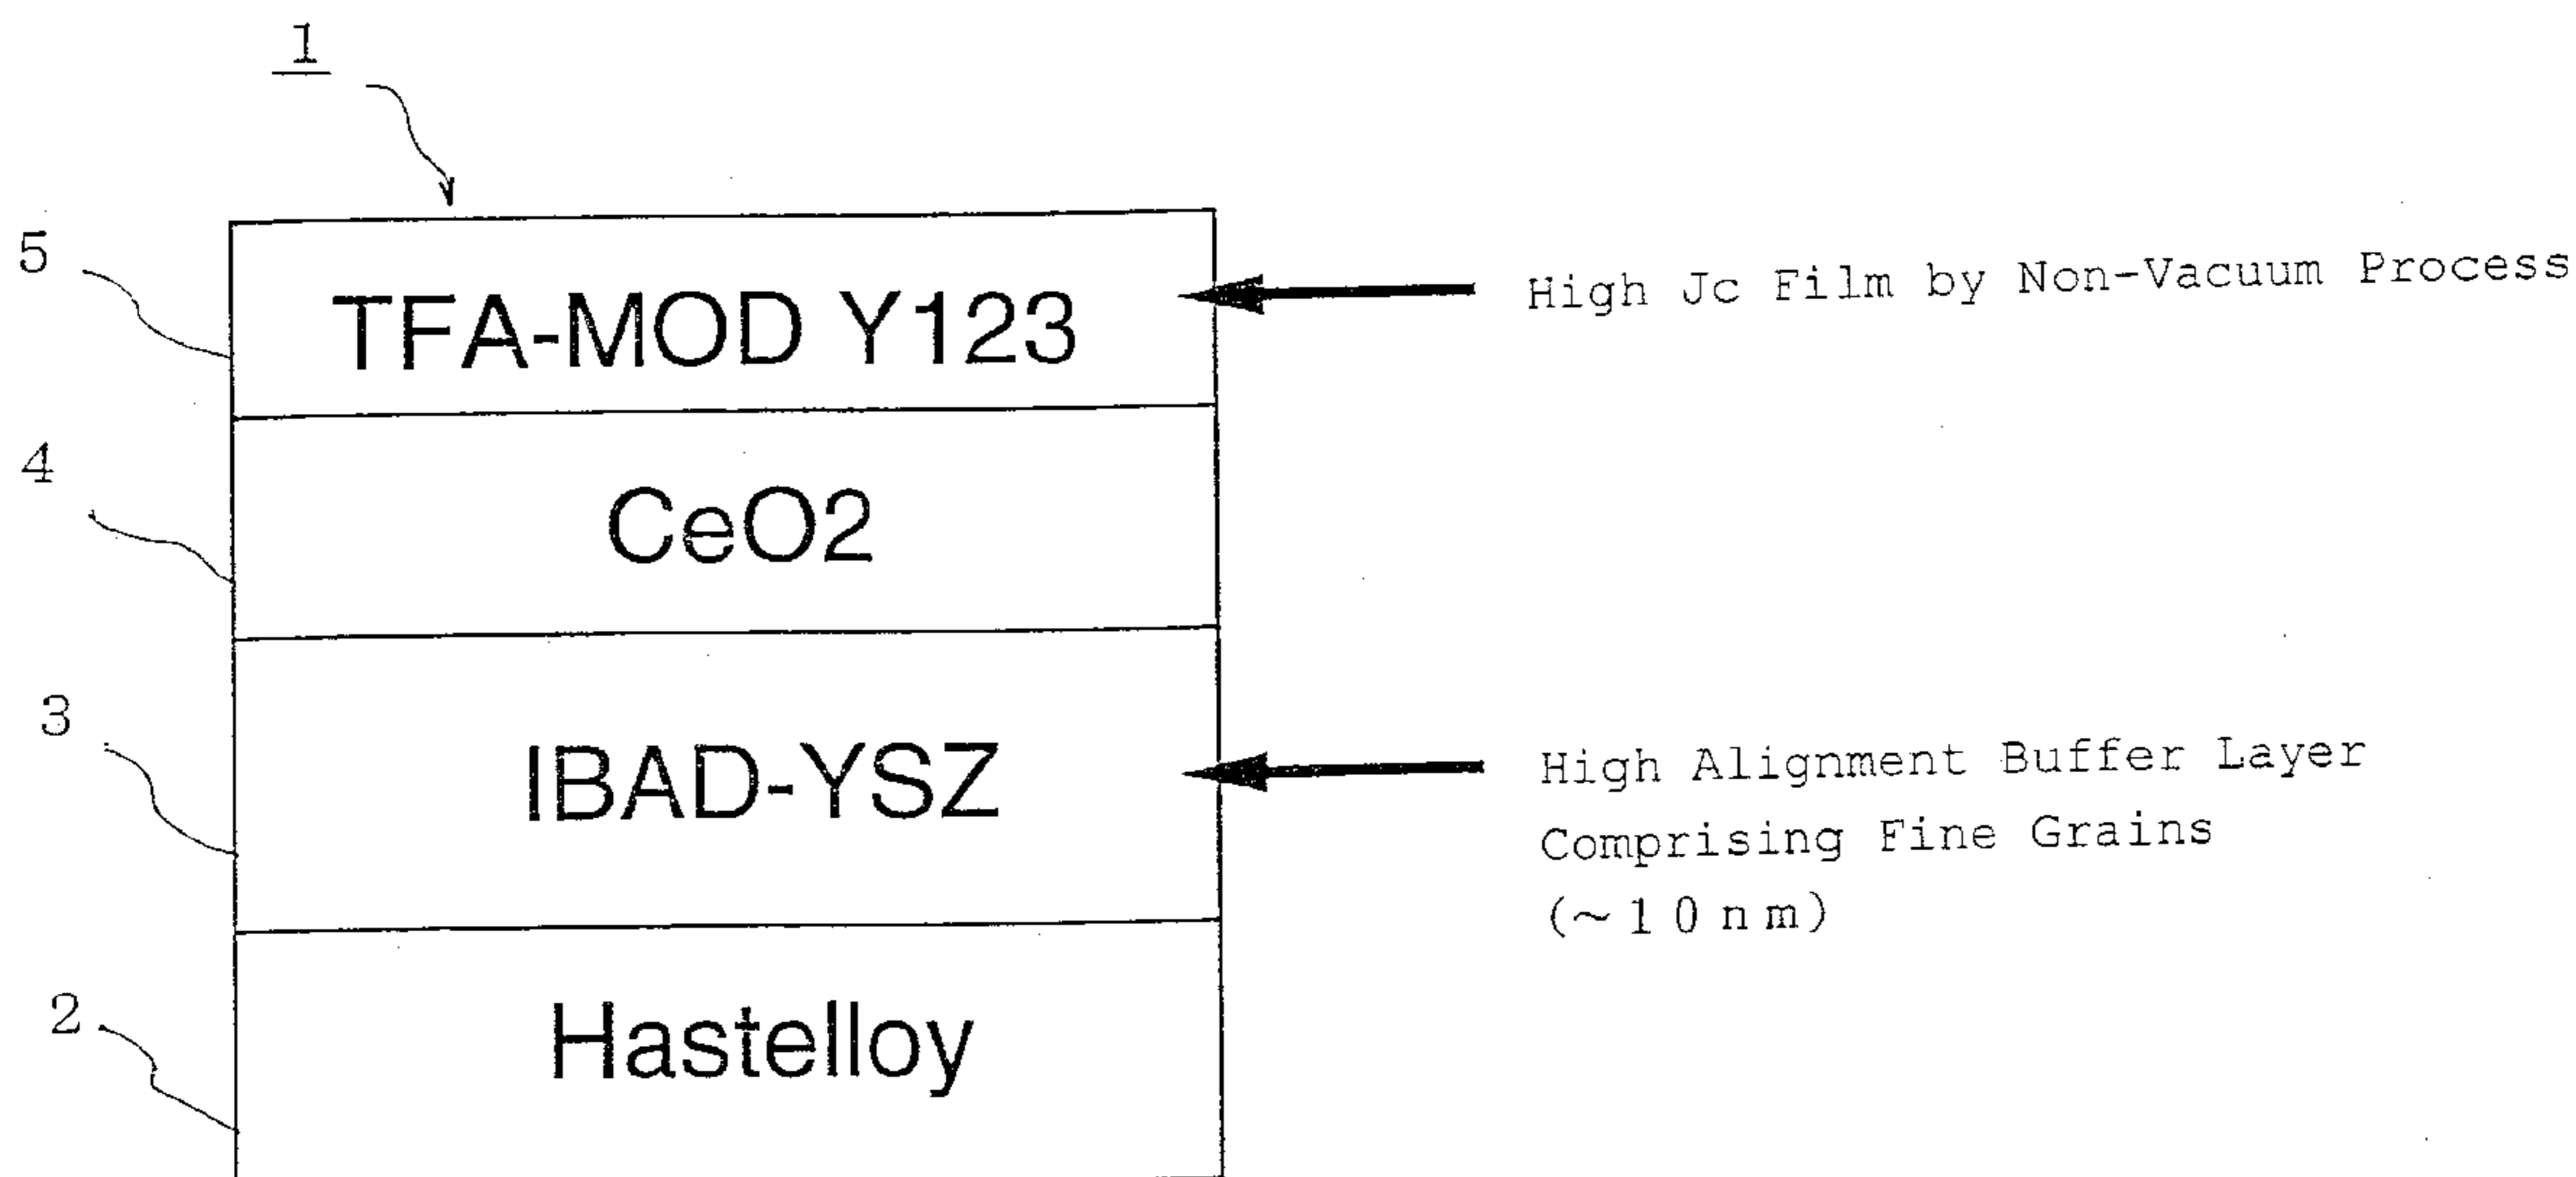 1
5
TFA-MOD Y123
High Jc Film by Non-Vacuum Process
4
CeO2
3
IBAD-YSZ
High Alignment Buffer Layer
Comprising Fine Grains
(~10nm)
2
Hastelloy